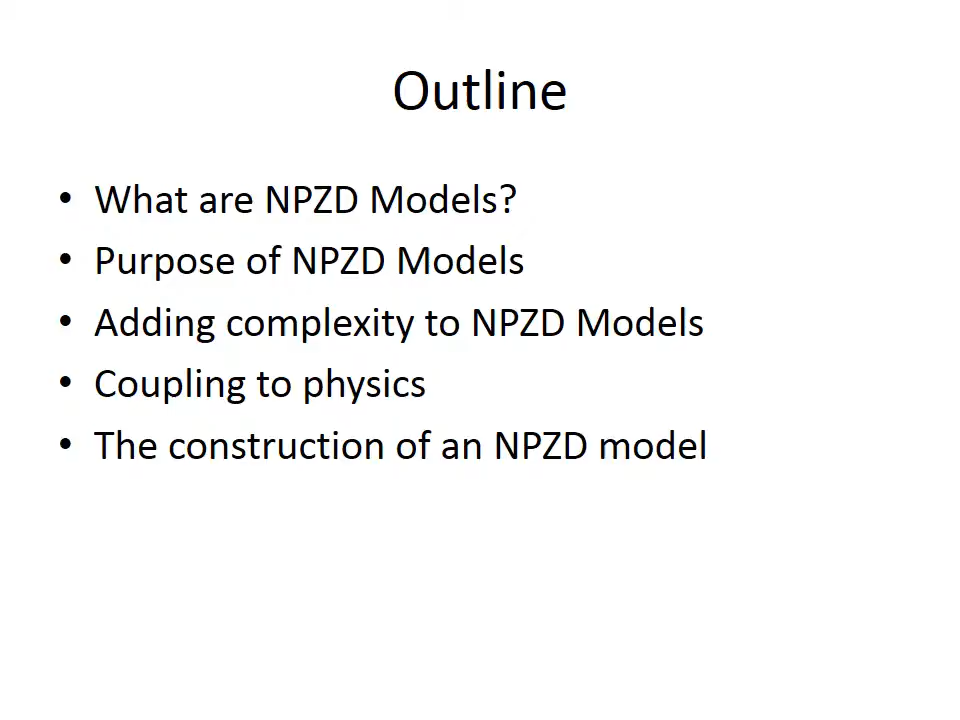 Outline
• What are NPZD Models?
• Purpose of NPZD Models
• Adding complexity to NPZD Models
• Coupling to physics
• The construction of an NPZD model